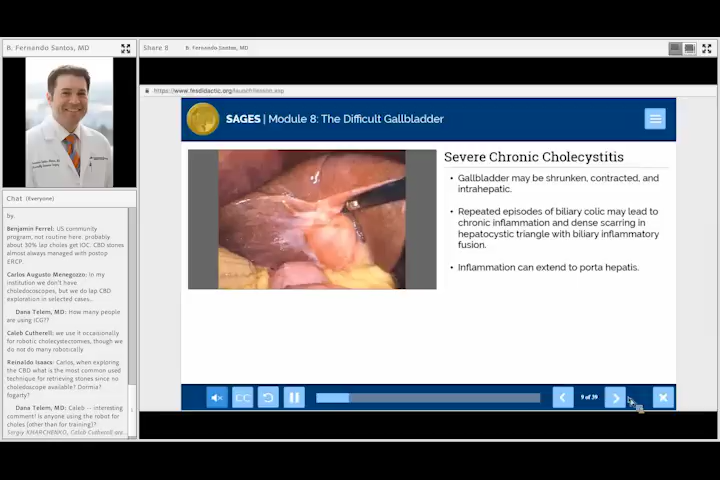 B. Fernando Santos, MD
Share 8
B. Fernando Santos, MD
https://www.fesdidactic.org/
SAGES | Module 8: The Difficult Gallbladder
Severe Chronic Cholecystitis
• Gallbladder may be shrunken, contracted, and
intrahepatic.
• Repeated episodes of biliary colic may lead to
chronic inflammation and dense scarring in
hepatocystic triangle with biliary inflammatory
fusion.
• Inflammation can extend to porta hepatis.
CC
9 of 39
Chat (Everyone)
by.
Benjamin Ferrel: US community
program, not routine here. probably
about 30% lap choles get IOC. CBD stones
almost always managed with postop
ERCP.
Carlos Augusto Menegozzo: In my
institution we don't have
choledocoscopes, but we do lap CBD
exploration in selected cases..
Dana Telem, MD: How many people
are using ICG??
Caleb Cutherell: we use it occasionally
for robotic cholecystectomes, though we
do not do many robotically
Reinaldo Isaacs: Carlos, when exploring
the CBD what is the most common used
technique for retrieving stones since no
choledoscope available? Dormia?
fogarty?
Dana Telem, MD: Caleb -- interesting
comment! Is anyone using the robot for
choles (other than for training)?
Sergiy KHARCHENKO, Caleb Cutherell are...